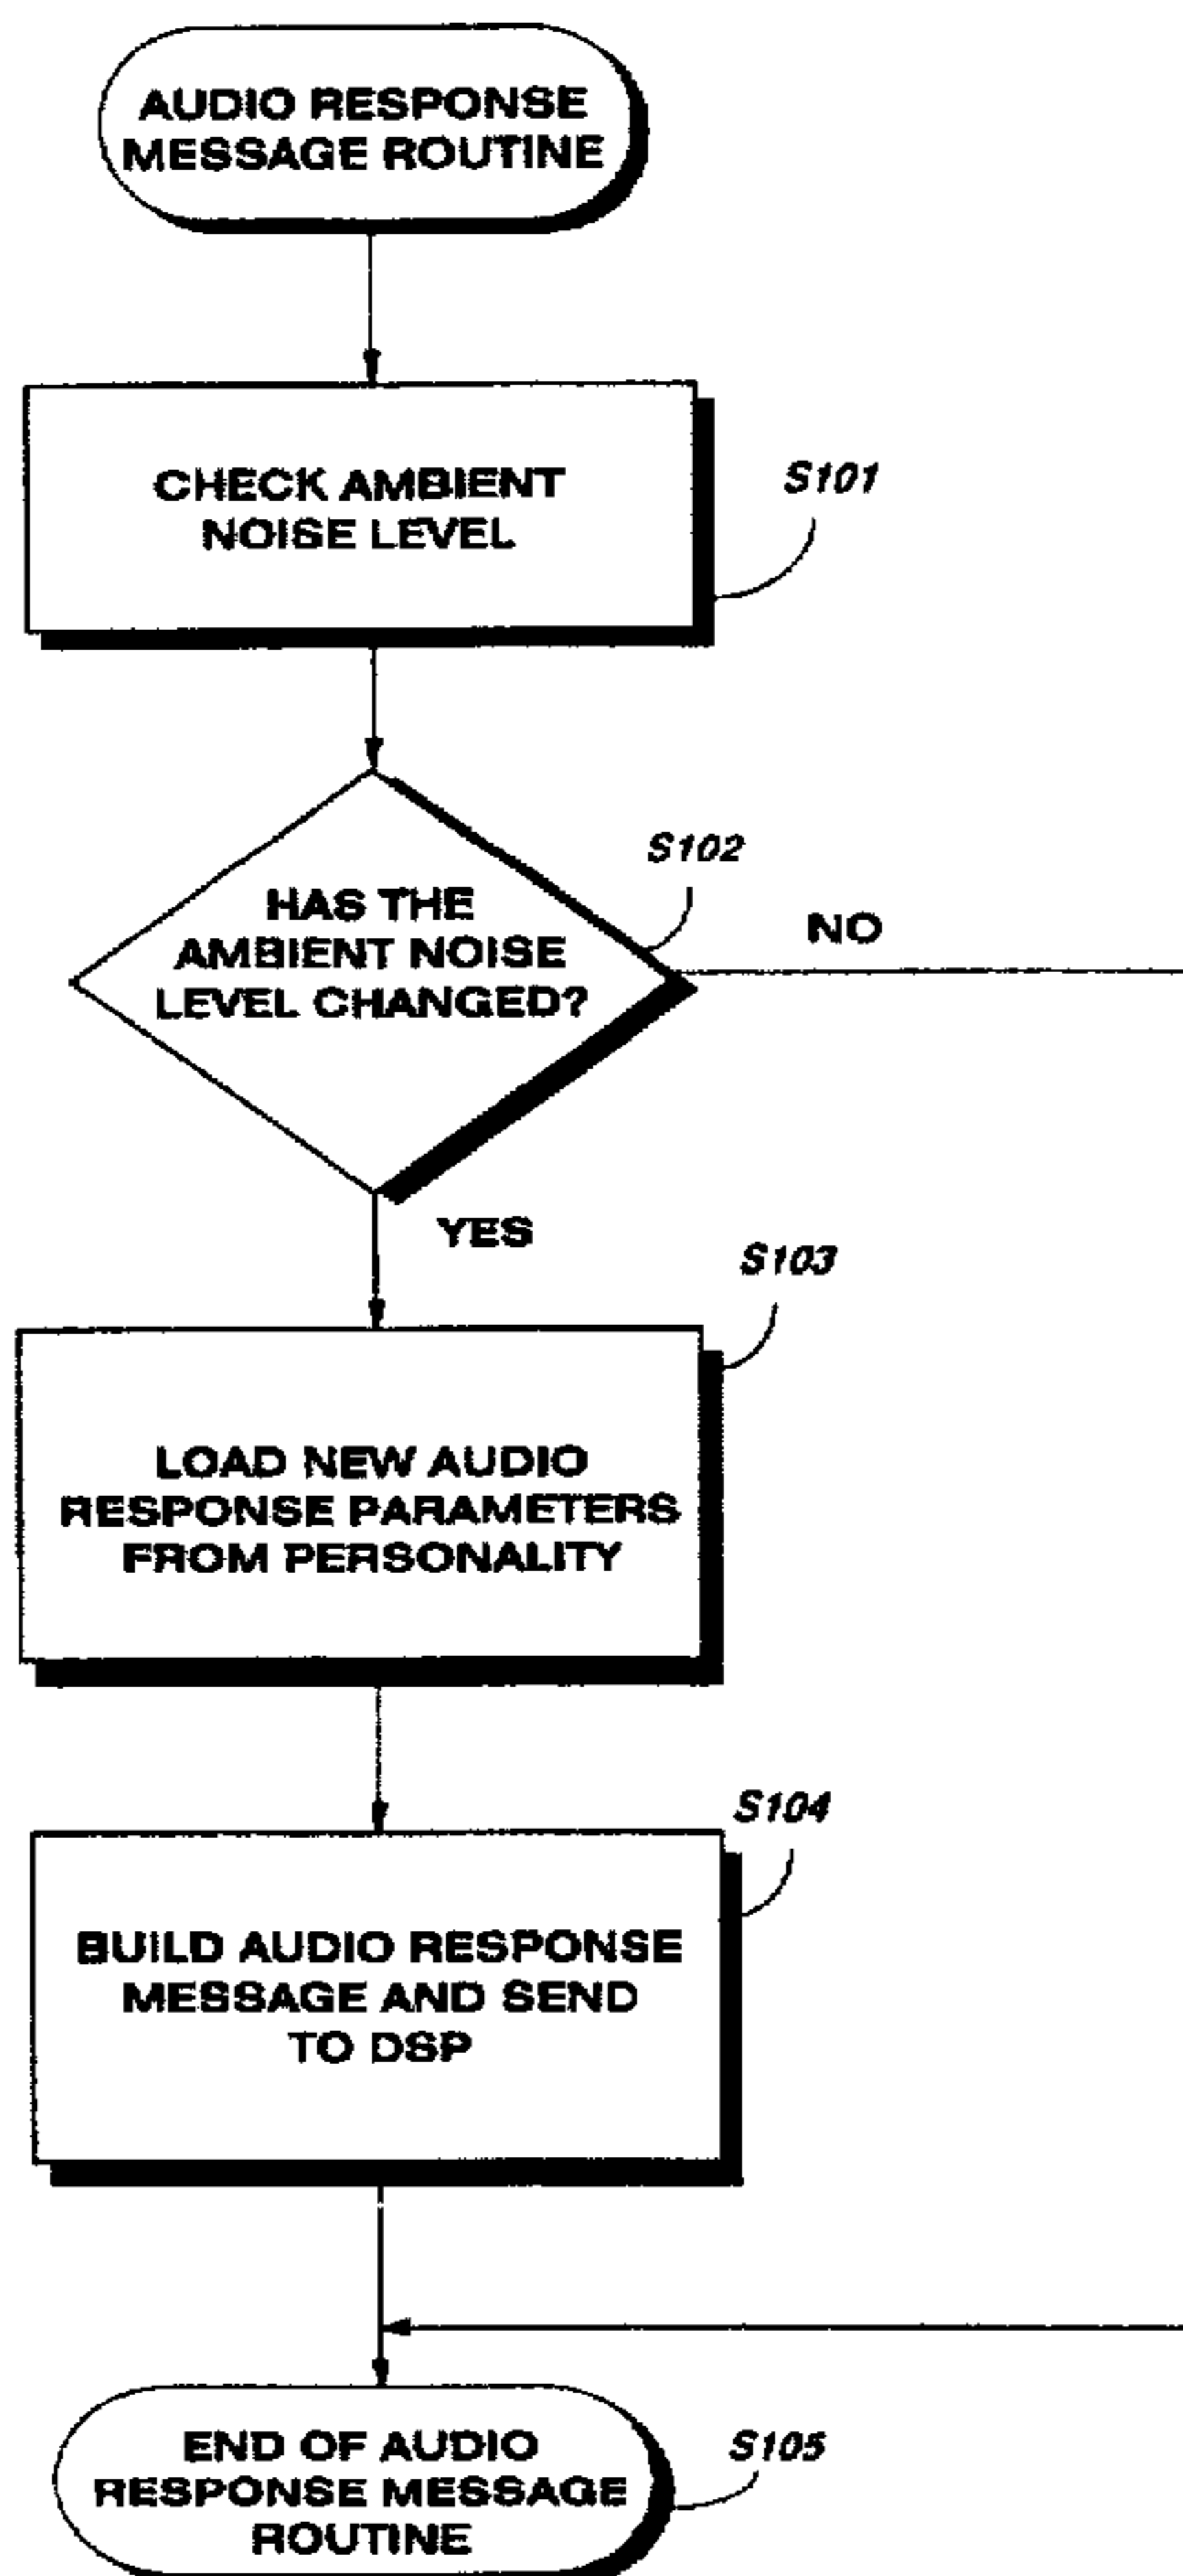 AUDIO RESPONSE
MESSAGE ROUTINE
CHECK AMBIENT
NOISE LEVEL
S101
HAS THE
AMBIENT NOISE
LEVEL CHANGED?
S102
NO
YES
S103
LOAD NEW AUDIO
RESPONSE PARAMETERS
FROM PERSONALITY
S104
BUILD AUDIO RESPONSE
MESSAGE AND SEND
TO DSP
END OF AUDIO
RESPONSE MESSAGE
ROUTINE
S105